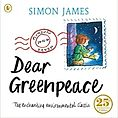 SIMON JAMES
Dear
Greenpeace
The enchanting environmental classic
25